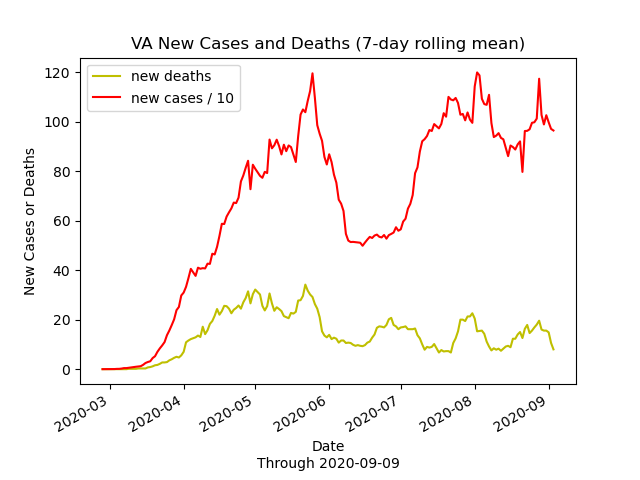 VA New Cases and Deaths (7-day rolling mean)
new deaths
new cases / 10
120
100
80
60
40
20
0
New Cases or Deaths
2020-03
2020-04
2020-05
2020-06
2020-07
2020-08
2020-09
Date
Through 2020-09-09